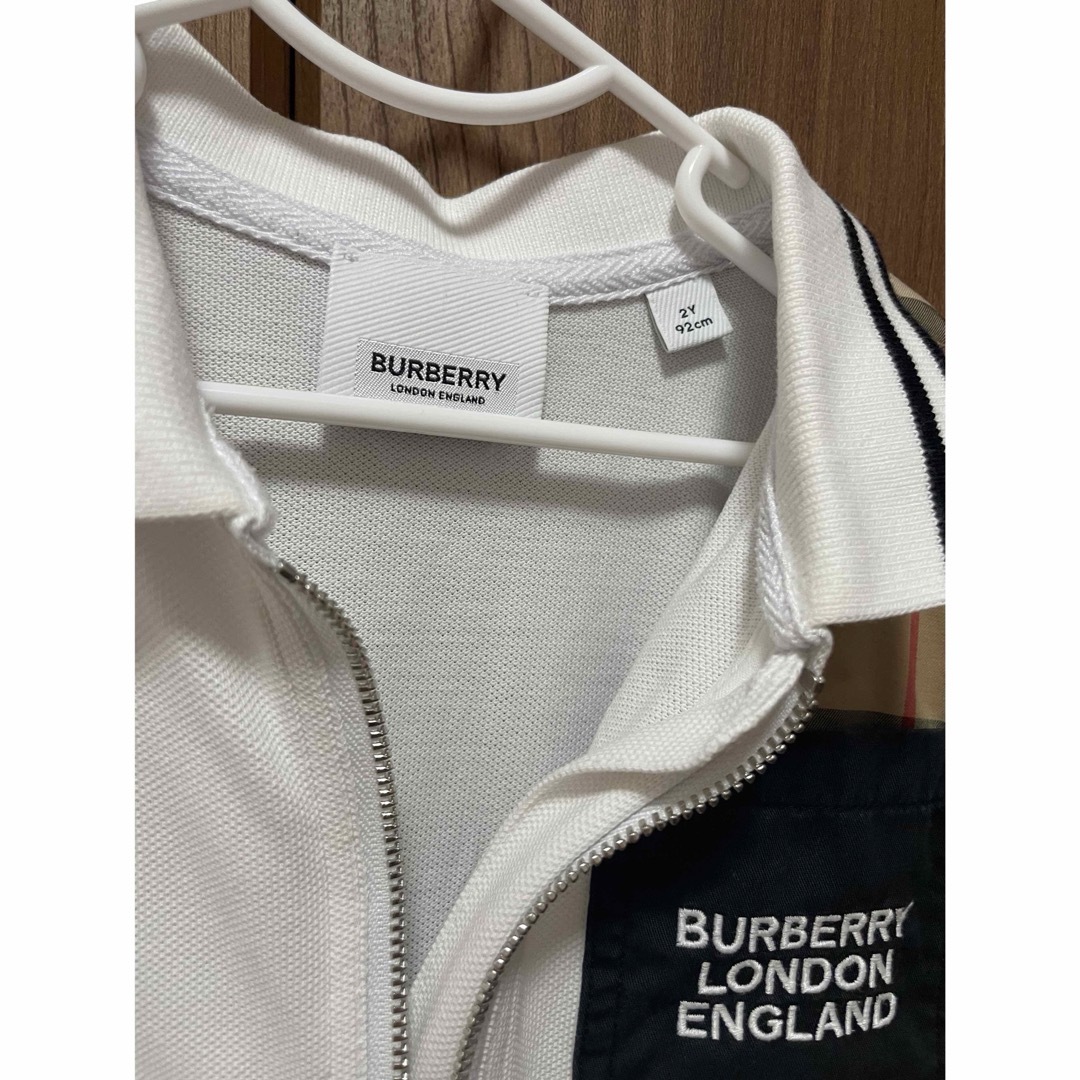 BURBERRY
LONDON ENGLAND
2Y
92cm
BURBERRY
LONDON
ENGLAND